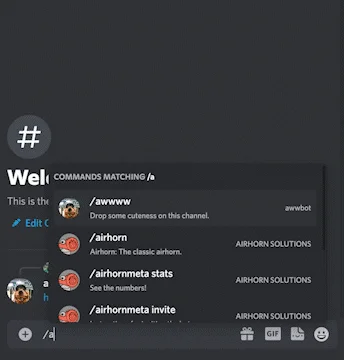 #
Wel
COMMANDS MATCHING /a
This is the
/awwww
Drop some cuteness on this channel.
awwbot
Edit C
/airhorn
Airhorn: The classic airhorn.
AIRHORN SOLUTIONS
/airhornmeta stats
See the numbers!
AIRHORN SOLUTIONS
a
h
/airhornmeta invite
AIRHORN SOLUTIONS
/a
GIF